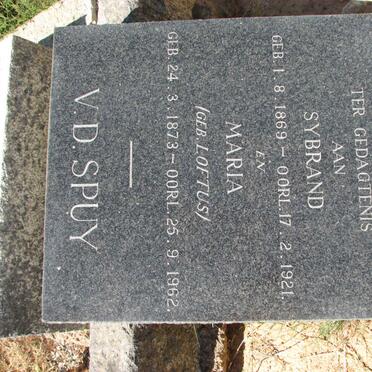 TER GEDAGTENIS
AAN
SYBRAND
GEB. 1. 8. 1869 – OORL. 17. 2. 1921.
EN
MARIA
(GEB. LOFTUS)
GEB. 24. 3. 1873 – OORL. 25. 9. 1962.
V. D. SPUY